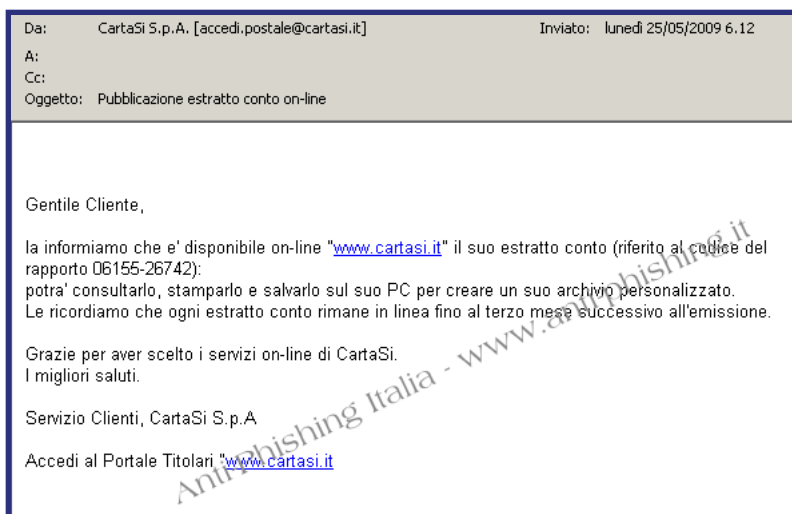 Da: CartaSi S.p.A. [accedi.postale@cartasi.it] Inviato: lunedì 25/05/2009 6.12
A:
Cc:
Oggetto: Pubblicazione estratto conto on-line
Gentile Cliente,
la informiamo che e' disponibile on-line "www.cartasi.it" il suo estratto conto (riferito al codice del
rapporto 06155-26742):
potra' consultarlo, stamparlo e salvarlo sul suo PC per creare un suo archivio personalizzato.
Le ricordiamo che ogni estratto conto rimane in linea fino al terzo mese successivo all'emissione.
Grazie per aver scelto i servizi on-line di CartaSi.
I migliori saluti.
Servizio Clienti, CartaSi S.p.A
Accedi al Portale Titolari "www.cartasi.it
Anti-Phishing Italia - www.anti-phishing.it